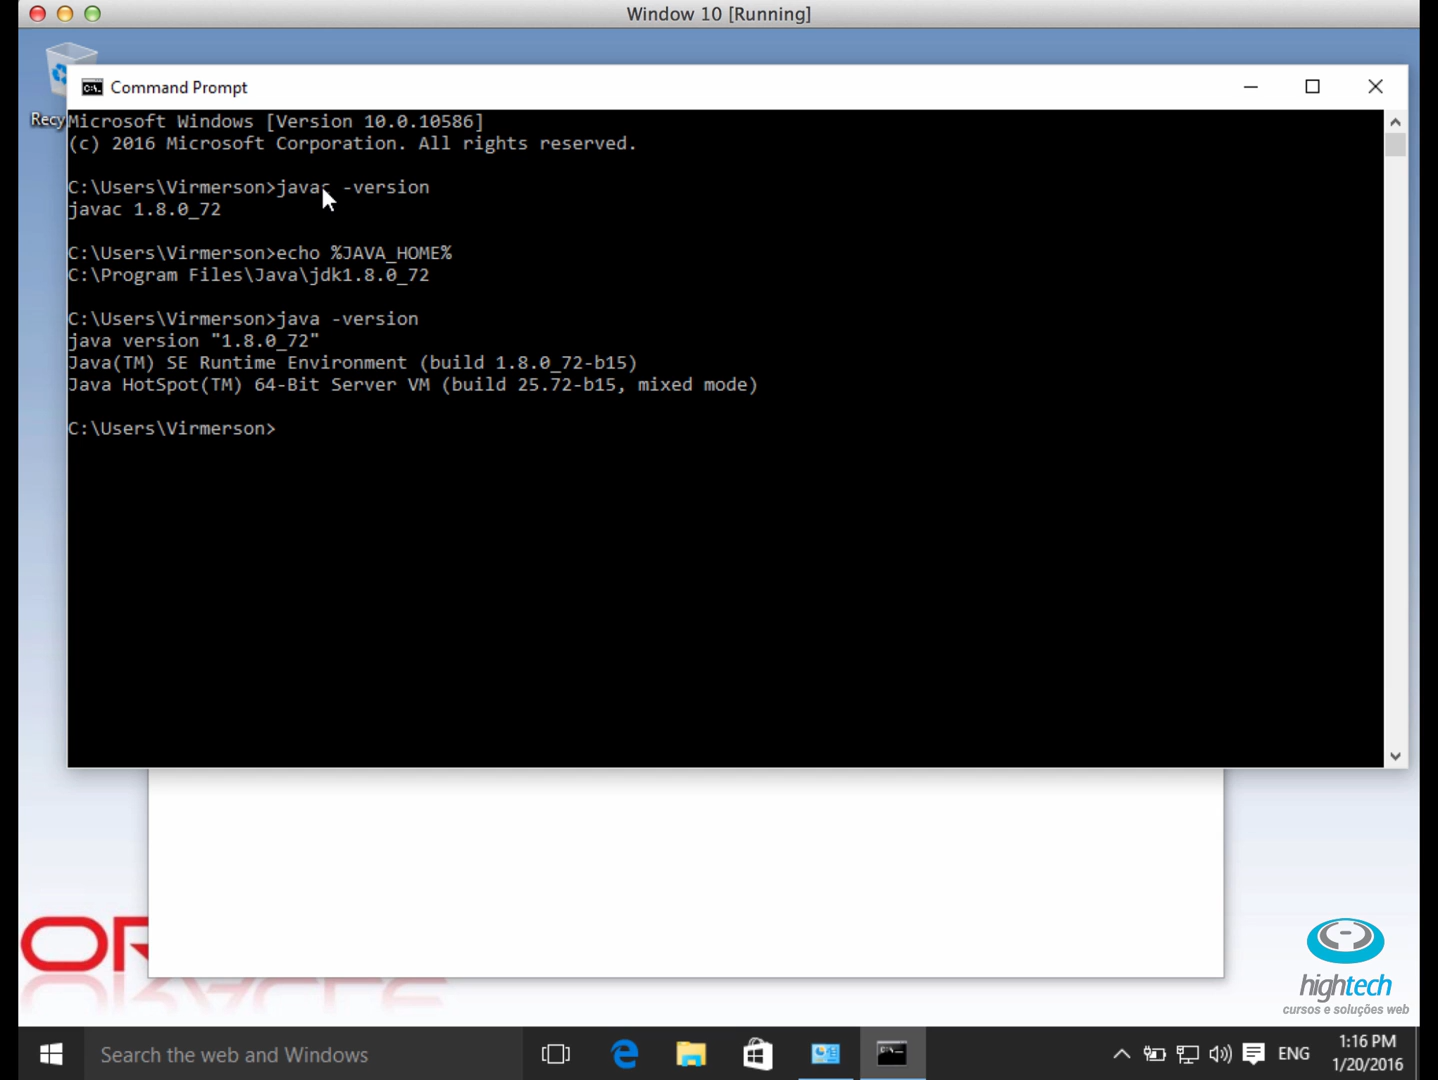 Window 10 [Running]
Command Prompt
Microsoft Windows [Version 10.0.10586]
(c) 2016 Microsoft Corporation. All rights reserved.
C:\Users\Virmerson>javac -version
javac 1.8.0_72
C:\Users\Virmerson>echo %JAVA_HOME%
C:\Program Files\Java\jdk1.8.0_72
C:\Users\Virmerson>java -version
java version "1.8.0_72"
Java(TM) SE Runtime Environment (build 1.8.0_72-b15)
Java HotSpot(TM) 64-Bit Server VM (build 25.72-b15, mixed mode)
C:\Users\Virmerson>
Recy
OR
hightech
cursos e soluções web
Search the web and Windows
ENG
1:16 PM
1/20/2016